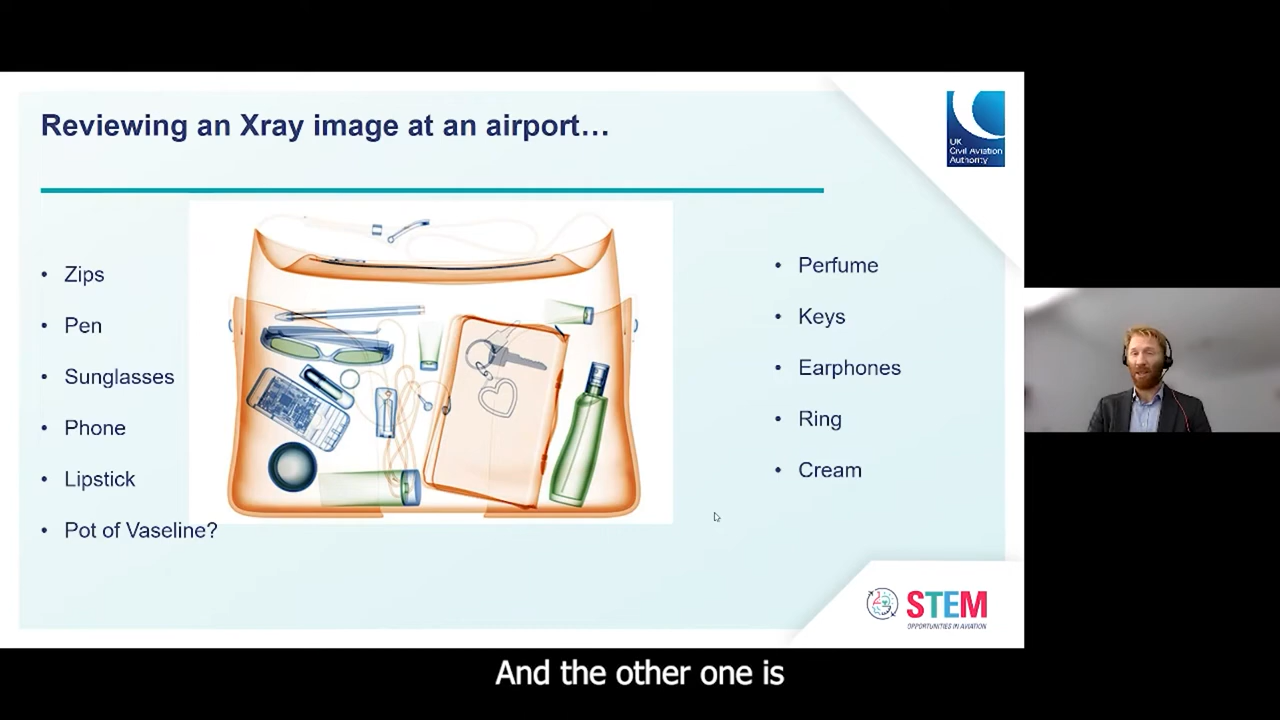 Reviewing an Xray image at an airport…
UK
Civil Aviation
Authority
• Zips
• Pen
• Sunglasses
• Phone
• Lipstick
• Pot of Vaseline?
• Perfume
• Keys
• Earphones
• Ring
• Cream
STEM
OPPORTUNITIES IN AVIATION
And the other one is